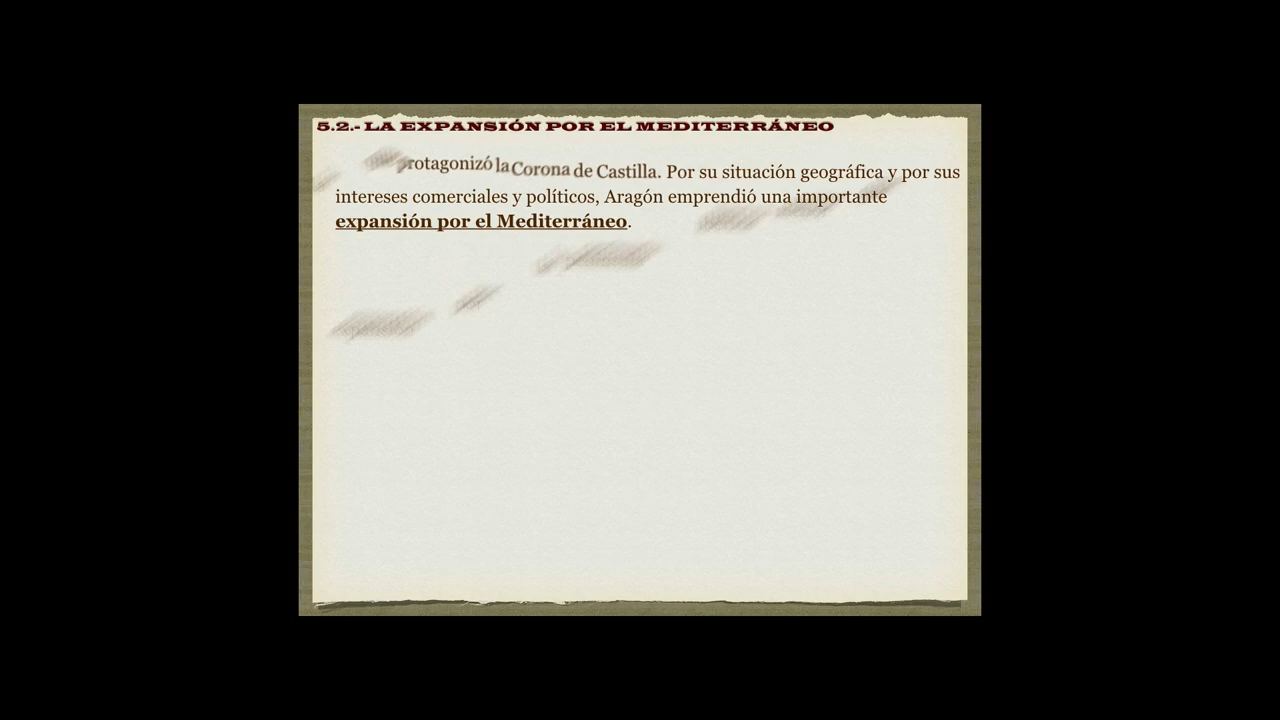 5.2.- LA EXPANSIÓN POR EL MEDITERRÁNEO
protagonizó la Corona de Castilla. Por su situación geográfica y por sus
intereses comerciales y políticos, Aragón emprendió una importante
expansión por el Mediterráneo.